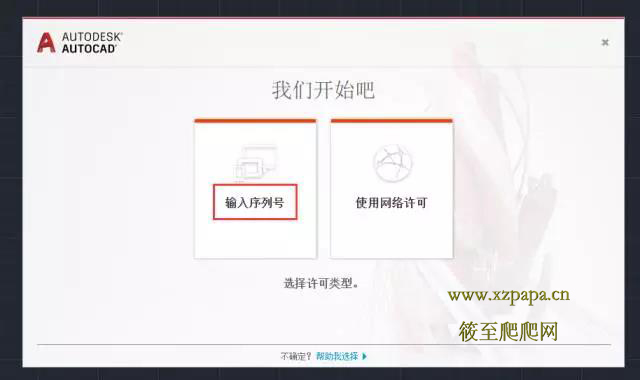 AUTODESK®
AUTOCAD®
我们开始吧
输入序列号
使用网络许可
选择许可类型。
www.xzpapa.cn
筱至爬爬网
不确定? 帮助我选择